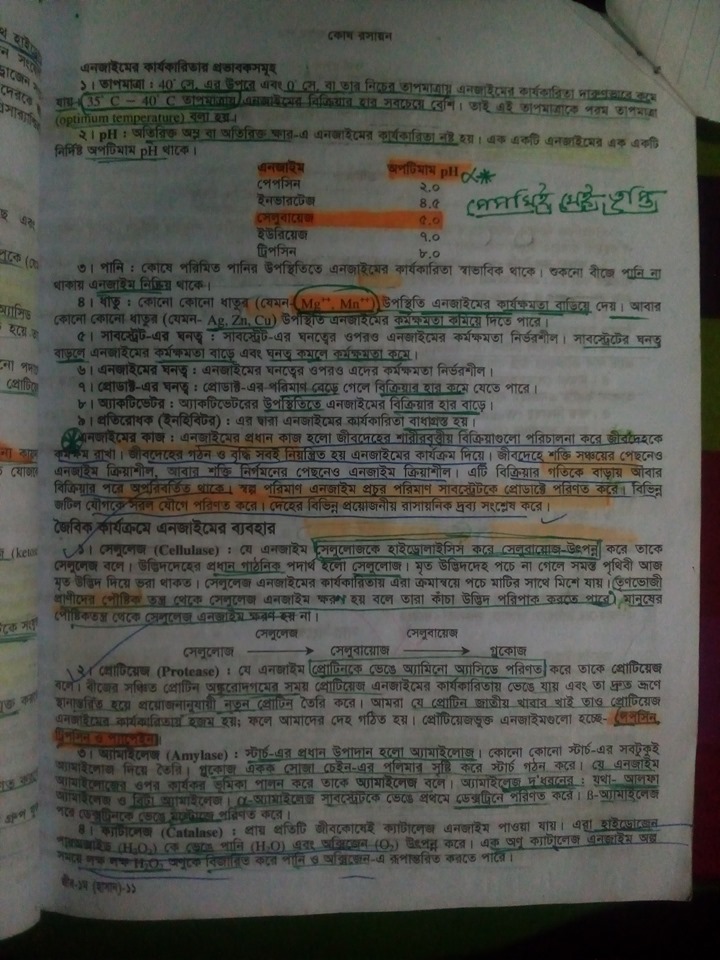 কোষ রসায়ন
এনজাইমের কার্যকারিতার প্রভাবকসমূহ
১। তাপমাত্রা : 40° সে. এর উপরে এবং 0° সে. বা তার নিচের তাপমাত্রায় এনজাইমের কার্যকারিতা দারুণভাবে কমে
যায়। 35° C – 40° C তাপমাত্রায় এনজাইমের বিক্রিয়ার হার সবচেয়ে বেশি। তাই এই তাপমাত্রাকে পরম তাপমাত্রা
(optimum temperature) বলা হয়।
২। pH : অতিরিক্ত অম্ল বা অতিরিক্ত ক্ষার-এ এনজাইমের কার্যকারিতা নষ্ট হয়। এক একটি এনজাইমের এক একটি
নির্দিষ্ট অপটিমাম pH থাকে।
এনজাইম অপটিমাম pH
পেপসিন ২.০
ইনভারটেজ ৪.৫
সেলুবায়েজ ৫.০
ইউরিয়েজ ৭.০
ট্রিপসিন ৮.০
৩। পানি : কোষে পরিমিত পানির উপস্থিতিতে এনজাইমের কার্যকারিতা স্বাভাবিক থাকে। শুকনো বীজে পানি না
থাকায় এনজাইম নিষ্ক্রিয় থাকে।
৪। ধাতু : কোনো কোনো ধাতুর (যেমন- Mg⁺⁺, Mn⁺⁺) উপস্থিতি এনজাইমের কার্যক্ষমতা বাড়িয়ে দেয়। আবার
কোনো কোনো ধাতুর (যেমন- Ag, Zn, Cu) উপস্থিতি এনজাইমের কর্মক্ষমতা কমিয়ে দিতে পারে।
৫। সাবস্ট্রেট-এর ঘনত্ব : সাবস্ট্রেট-এর ঘনত্বের ওপরও এনজাইমের কর্মক্ষমতা নির্ভরশীল। সাবস্ট্রেটের ঘনত্ব
বাড়লে এনজাইমের কর্মক্ষমতা বাড়ে এবং ঘনত্ব কমলে কর্মক্ষমতা কমে।
৬। এনজাইমের ঘনত্ব : এনজাইমের ঘনত্বের ওপরও এদের কর্মক্ষমতা নির্ভরশীল।
৭। প্রোডাক্ট-এর ঘনত্ব : প্রোডাক্ট-এর-পরিমাণ বেড়ে গেলে বিক্রিয়ার হার কমে যেতে পারে।
৮। অ্যাকটিভেটর : অ্যাকটিভেটরের উপস্থিতিতে এনজাইমের বিক্রিয়ার হার বাড়ে।
৯। প্রতিরোধক (ইনহিবিটর) : এর দ্বারা এনজাইমের কার্যকারিতা বাধাগ্রস্ত হয়।
এনজাইমের কাজ : এনজাইমের প্রধান কাজ হলো জীবদেহের শারীরবৃত্তীয় বিক্রিয়াগুলো পরিচালনা করে জীবদেহকে
কর্মক্ষম রাখা। জীবদেহের গঠন ও বৃদ্ধি সবই নিয়ন্ত্রিত হয় এনজাইমের কার্যক্রম দিয়ে। জীবদেহে শক্তি সঞ্চয়ের পেছনেও
এনজাইম ক্রিয়াশীল, আবার শক্তি নির্গমনের পেছনেও এনজাইম ক্রিয়াশীল। এটি বিক্রিয়ার গতিকে বাড়ায় আবার
বিক্রিয়ার পরে অপরিবর্তিত থাকে। স্বল্প পরিমাণ এনজাইম প্রচুর পরিমাণ সাবস্ট্রেটকে প্রোডাক্টে পরিণত করে। বিভিন্ন
জটিল যৌগকে সরল যৌগে পরিণত করে। দেহের বিভিন্ন প্রয়োজনীয় রাসায়নিক দ্রব্য সংশ্লেষ করে।
জৈবিক কার্যক্রমে এনজাইমের ব্যবহার
১। সেলুলেজ (Cellulase) : যে এনজাইম সেলুলোজকে হাইড্রোলাইসিস করে সেলুবায়োজ উৎপন্ন করে তাকে
সেলুলেজ বলে। উদ্ভিদদেহের প্রধান গাঠনিক পদার্থ হলো সেলুলোজ। মৃত উদ্ভিদদেহ পচে না গেলে সমস্ত পৃথিবী আজ
মৃত উদ্ভিদ দিয়ে ভরা থাকত। সেলুলেজ এনজাইমের কার্যকারিতায় এরা ক্রমান্বয়ে পচে মাটির সাথে মিশে যায়। তৃণভোজী
প্রাণীদের পৌষ্টিক তন্ত্র থেকে সেলুলেজ এনজাইম ক্ষরণ হয় বলে তারা কাঁচা উদ্ভিদ পরিপাক করতে পারে। মানুষের
পৌষ্টিকতন্ত্র থেকে সেলুলেজ এনজাইম ক্ষরণ হয় না।
সেলুলেজ সেলুবায়েজ
সেলুলোজ ⟶ সেলুবায়োজ ⟶ গ্লুকোজ
২। প্রোটিয়েজ (Protease) : যে এনজাইম প্রোটিনকে ভেঙে অ্যামিনো অ্যাসিডে পরিণত করে তাকে প্রোটিয়েজ
বলে। বীজের সঞ্চিত প্রোটিন অঙ্কুরোদগমের সময় প্রোটিয়েজ এনজাইমের কার্যকারিতায় ভেঙে যায় এবং তা দ্রুত ভ্রূণে
স্থানান্তরিত হয়ে প্রয়োজনানুযায়ী নতুন প্রোটিন তৈরি করে। আমরা যে প্রোটিন জাতীয় খাবার খাই তাও প্রোটিয়েজ
এনজাইমের কার্যকারিতায় হজম হয়; ফলে আমাদের দেহ গঠিত হয়। প্রোটিয়েজভুক্ত এনজাইমগুলো হচ্ছে- পেপসিন,
ট্রিপসিন ও প্যাপেইন।
৩। অ্যামাইলেজ (Amylase) : স্টার্চ-এর প্রধান উপাদান হলো অ্যামাইলোজ। কোনো কোনো স্টার্চ-এর সবটুকুই
অ্যামাইলোজ দিয়ে তৈরি। গ্লুকোজ একক সোজা চেইন-এর পলিমার সৃষ্টি করে স্টার্চ গঠন করে। যে এনজাইম
অ্যামাইলোজের ওপর কার্যকর ভূমিকা পালন করে তাকে অ্যামাইলেজ বলে। অ্যামাইলেজ দু'ধরনের : যথা- আলফা
অ্যামাইলেজ ও বিটা অ্যামাইলেজ। α-অ্যামাইলেজ সাবস্ট্রেটকে ভেঙে প্রথমে ডেক্সট্রিনে পরিণত করে। ß-অ্যামাইলেজ
পরে ডেক্সট্রিনকে ভেঙে মল্টোজে পরিণত করে।
৪। ক্যাটালেজ (Catalase) : প্রায় প্রতিটি জীবকোষেই ক্যাটালেজ এনজাইম পাওয়া যায়। এরা হাইড্রোজেন
পারঅক্সাইড (H₂O₂) কে ভেঙে পানি (H₂O) এবং অক্সিজেন (O₂) উৎপন্ন করে। এক অণু ক্যাটালেজ এনজাইম অল্প
সময়ে লক্ষ লক্ষ H₂O₂ অণুকে বিজারিত করে পানি ও অক্সিজেন-এ রূপান্তরিত করতে পারে।
জীব-১ম (হাসান)-১১